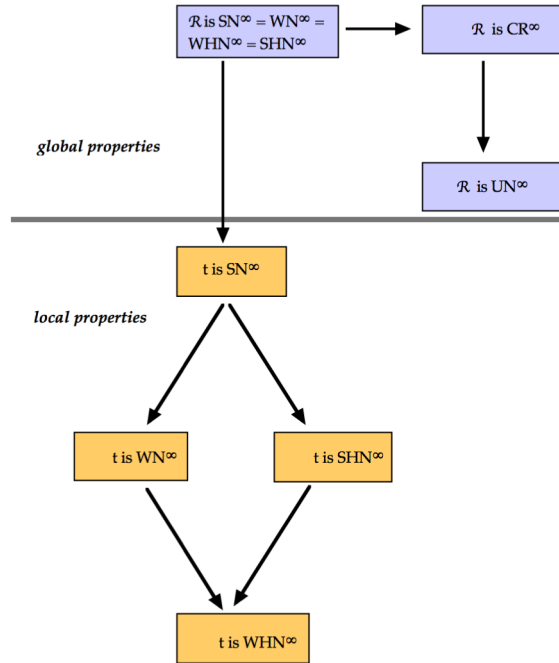 ℛ is SN∞ = WN∞ =
WHN∞ = SHN∞
ℛ is CR∞
global properties
ℛ is UN∞
t is SN∞
local properties
t is WN∞
t is SHN∞
t is WHN∞